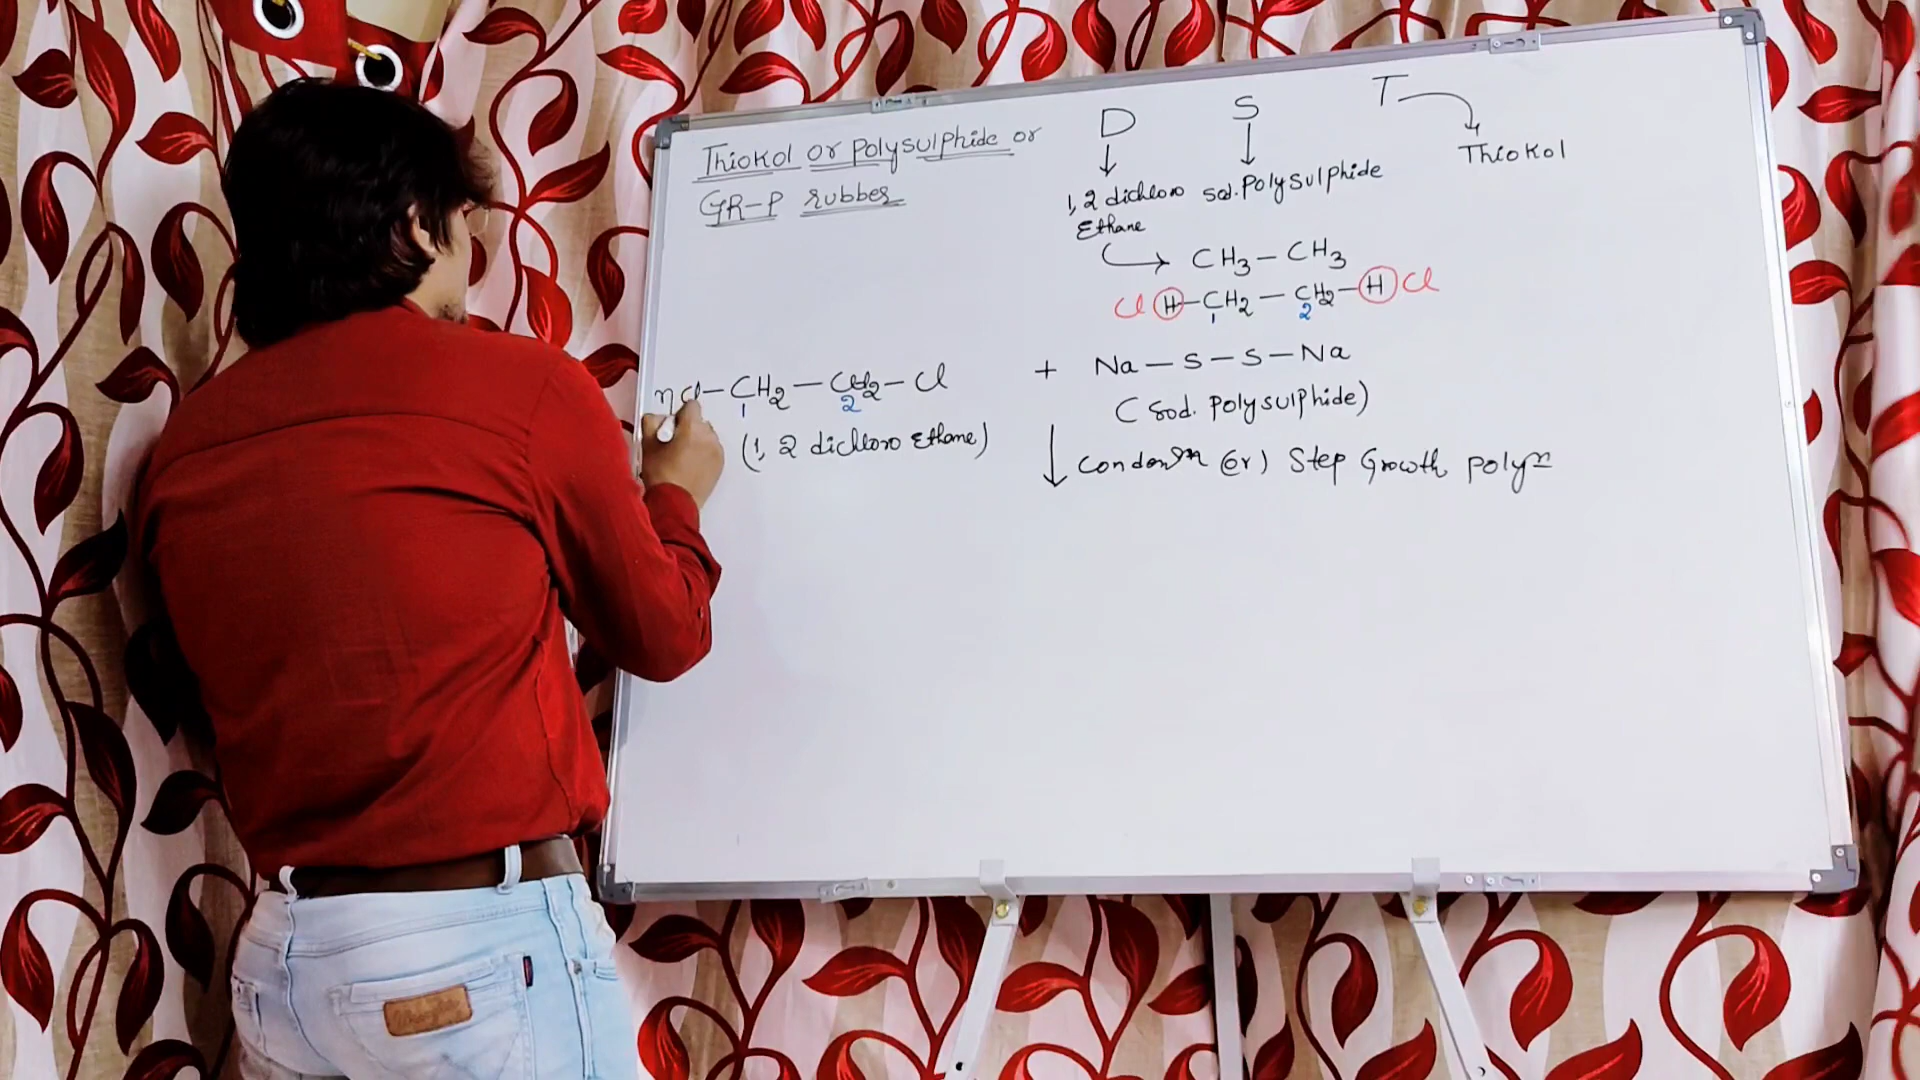 Thiokol or polysulphide or
GR-P rubber
D S T
1,2 dichloro sod. Polysulphide Thiokol
Ethane
CH3 - CH3
Cl H - CH2 - CH2 - H Cl
1 2
nCl - CH2 - CH2 - Cl + Na - S - S - Na
1 2
(1, 2 dichloro Ethane) (sod. polysulphide)
Condensn (or) Step Growth polyn